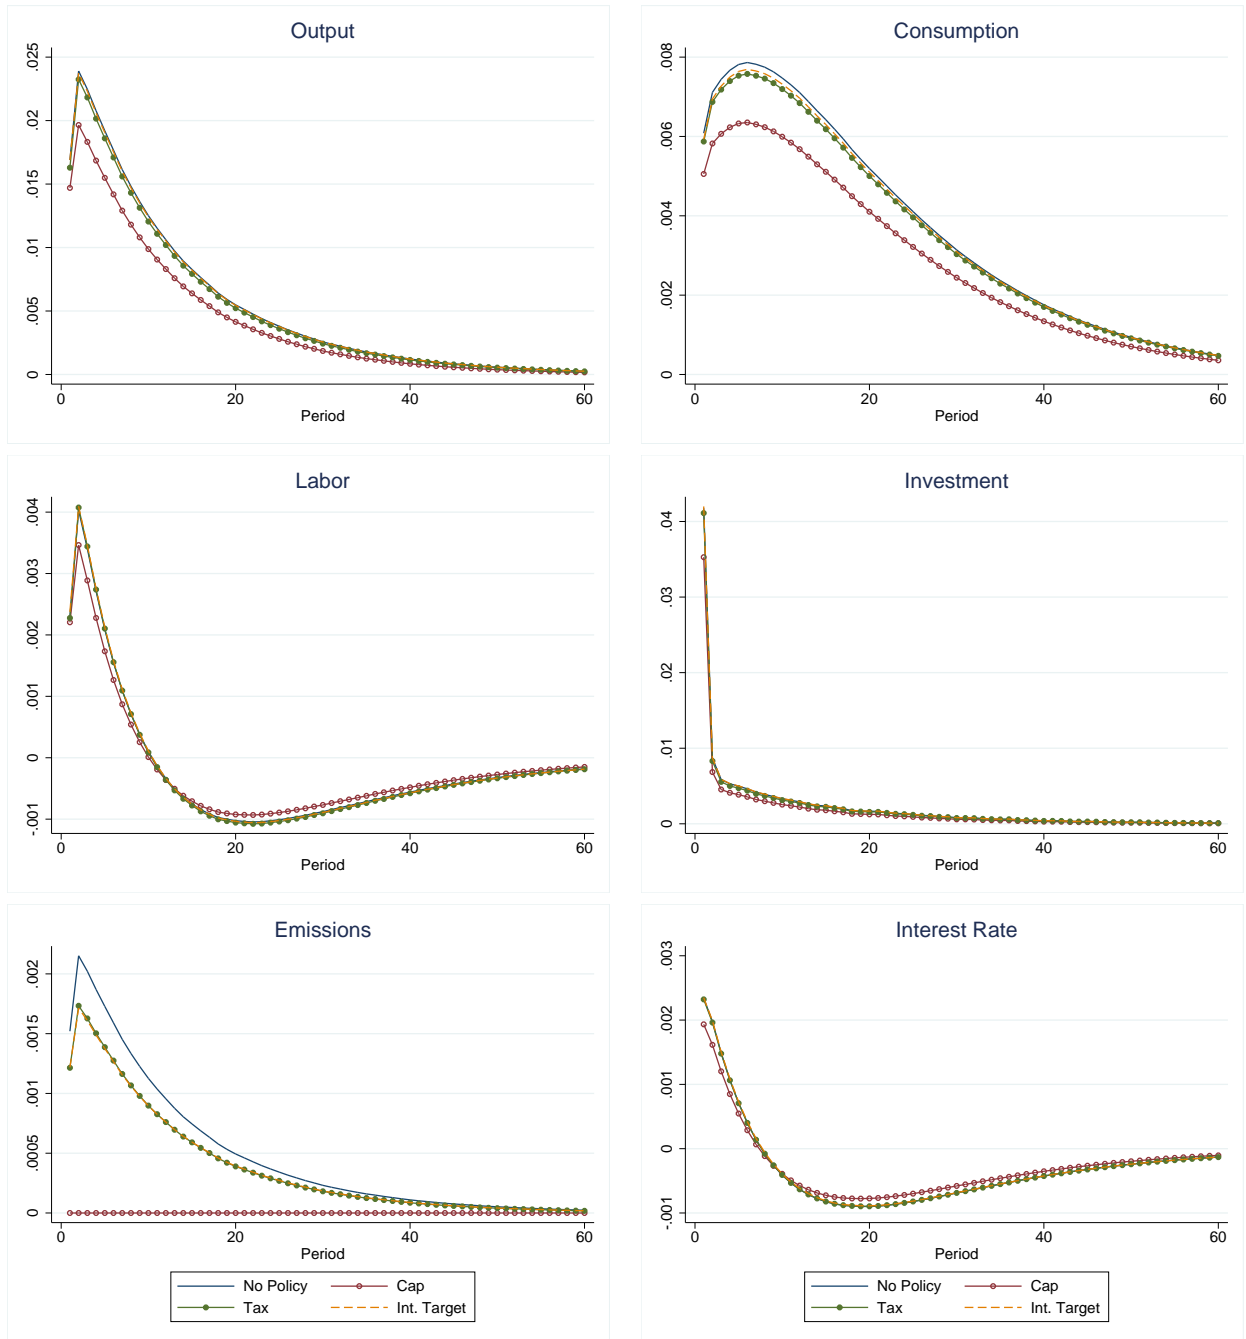 Output
.025
.02
.015
.01
.005
0
0 20 40 60
Period
Consumption
.008
.006
.004
.002
0
0 20 40 60
Period
Labor
.004
.003
.002
.001
0
-.001
0 20 40 60
Period
Investment
.04
.03
.02
.01
0
0 20 40 60
Period
Emissions
.002
.0015
.001
.0005
0
0 20 40 60
Period
No Policy Cap
Tax Int. Target
Interest Rate
.003
.002
.001
0
-.001
0 20 40 60
Period
No Policy Cap
Tax Int. Target